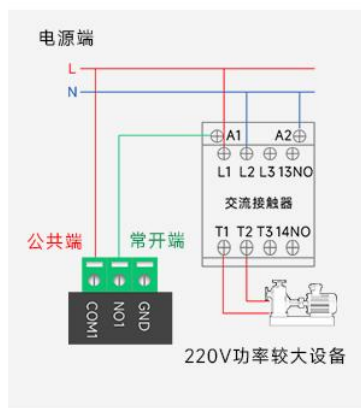 电源端
L
N
A1 A2
L1 L2 L3 13NO
交流接触器
T1 T2 T3 14NO
公共端 常开端
COM1 NO1 GND
220V功率较大设备